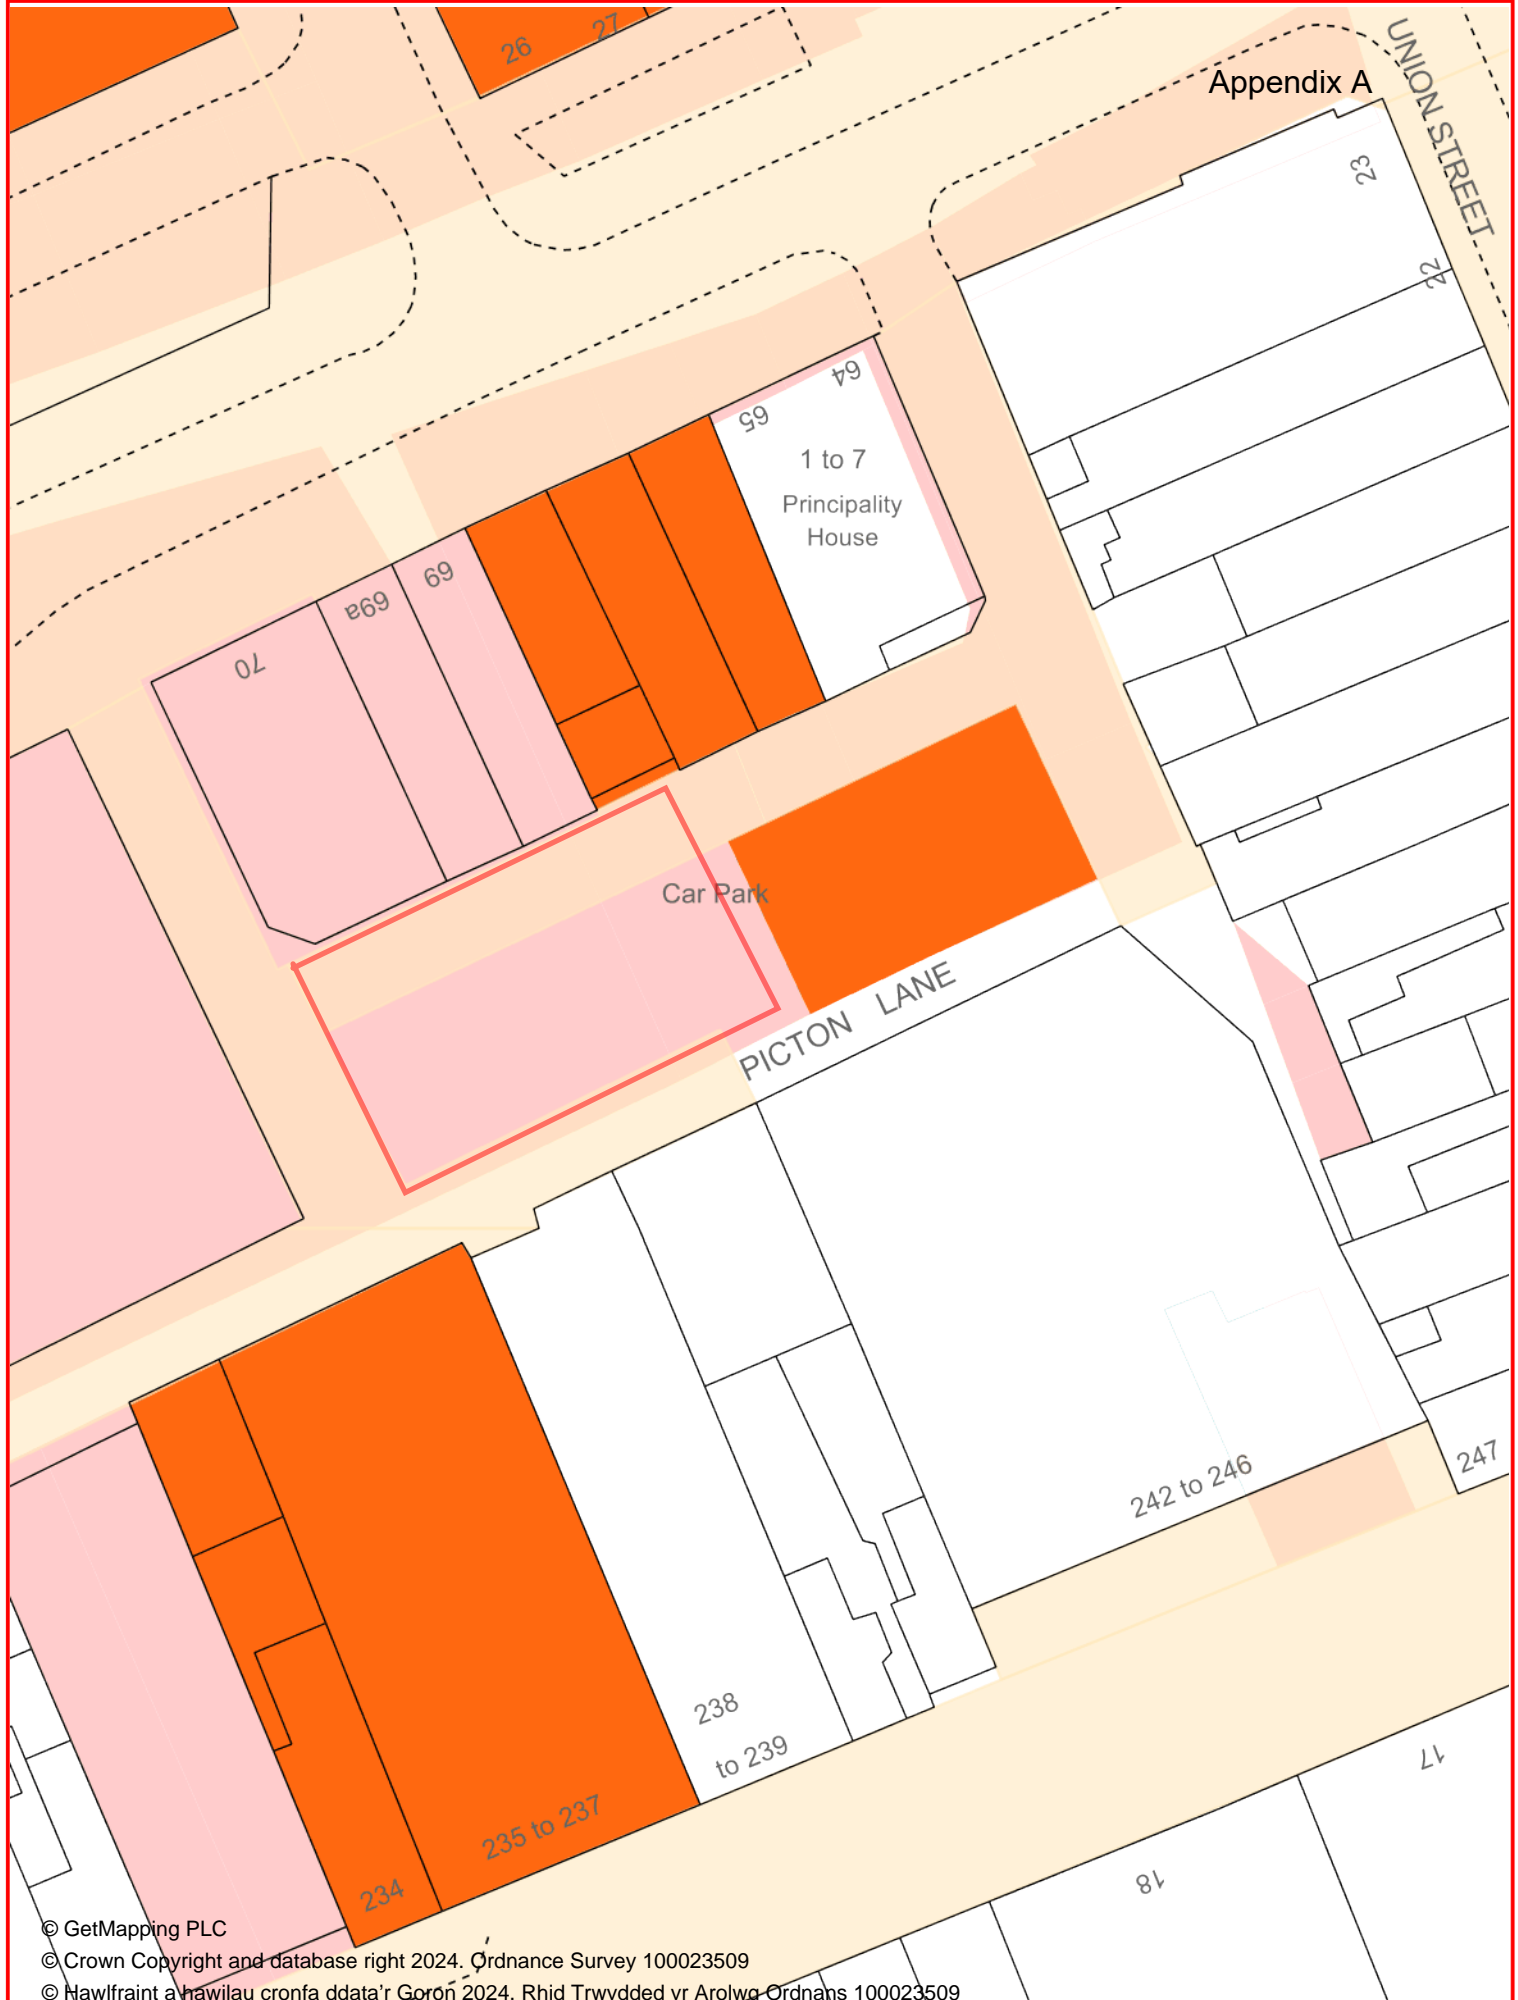 26
27
Appendix A
UNION STREET
23
22
64
65
1 to 7
Principality
House
69
69a
70
Car Park
PICTON LANE
247
242 to 246
238
to 239
235 to 237
234
17
18
© GetMapping PLC
© Crown Copyright and database right 2024. Ordnance Survey 100023509
© Hawlfraint a hawilau cronfa ddata'r Goron 2024. Rhid Trwydded yr Arolwg Ordnans 100023509